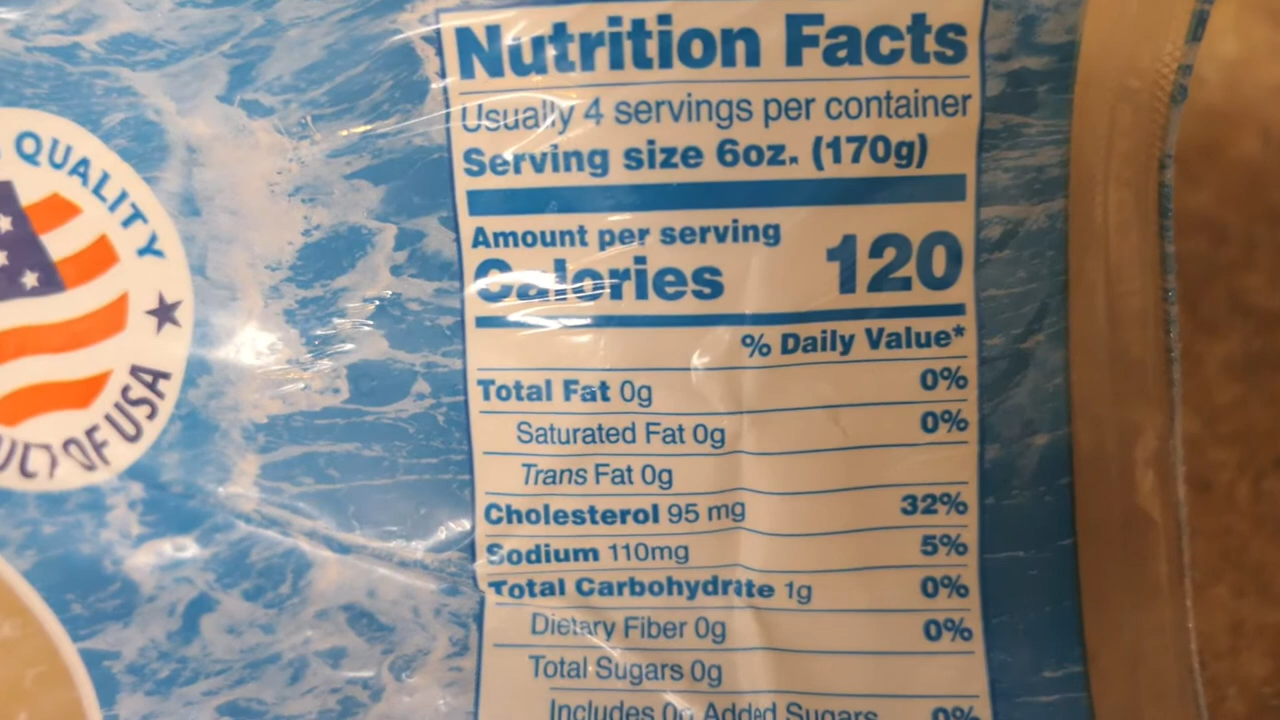 QUALITY
OF USA
Nutrition Facts
Usually 4 servings per container
Serving size 6oz. (170g)
Amount per serving
Calories 120
% Daily Value*
Total Fat 0g 0%
Saturated Fat 0g 0%
Trans Fat 0g
Cholesterol 95 mg 32%
Sodium 110mg 5%
Total Carbohydrate 1g 0%
Dietary Fiber 0g 0%
Total Sugars 0g
Includes 0g Added Sugars 0%